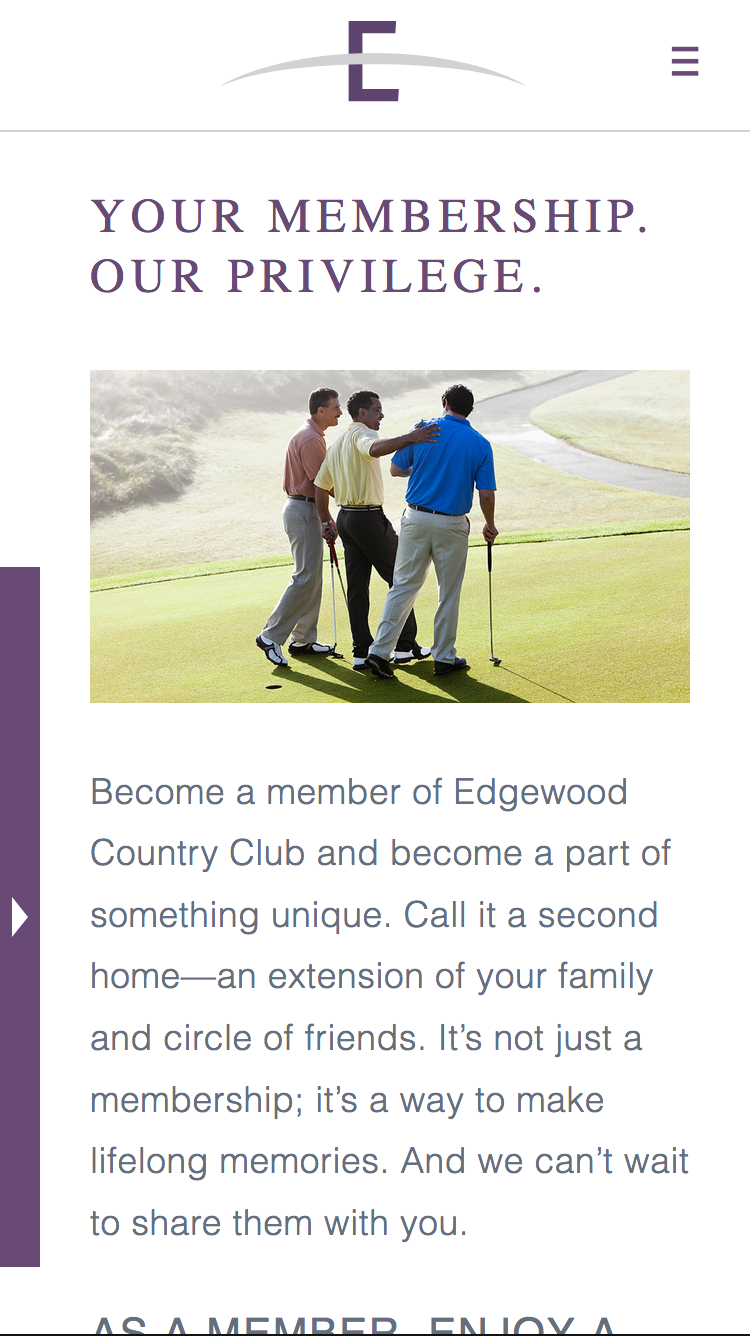 E
YOUR MEMBERSHIP.
OUR PRIVILEGE.
Become a member of Edgewood
Country Club and become a part of
something unique. Call it a second
home—an extension of your family
and circle of friends. It’s not just a
membership; it’s a way to make
lifelong memories. And we can’t wait
to share them with you.
AS A MEMBER, ENJOY A